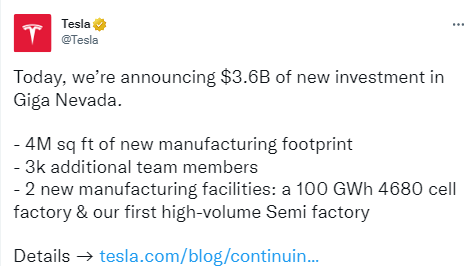 Tesla
@Tesla
Today, we're announcing $3.6B of new investment in
Giga Nevada.
- 4M sq ft of new manufacturing footprint
- 3k additional team members
- 2 new manufacturing facilities: a 100 GWh 4680 cell
factory & our first high-volume Semi factory
Details → tesla.com/blog/continuin…